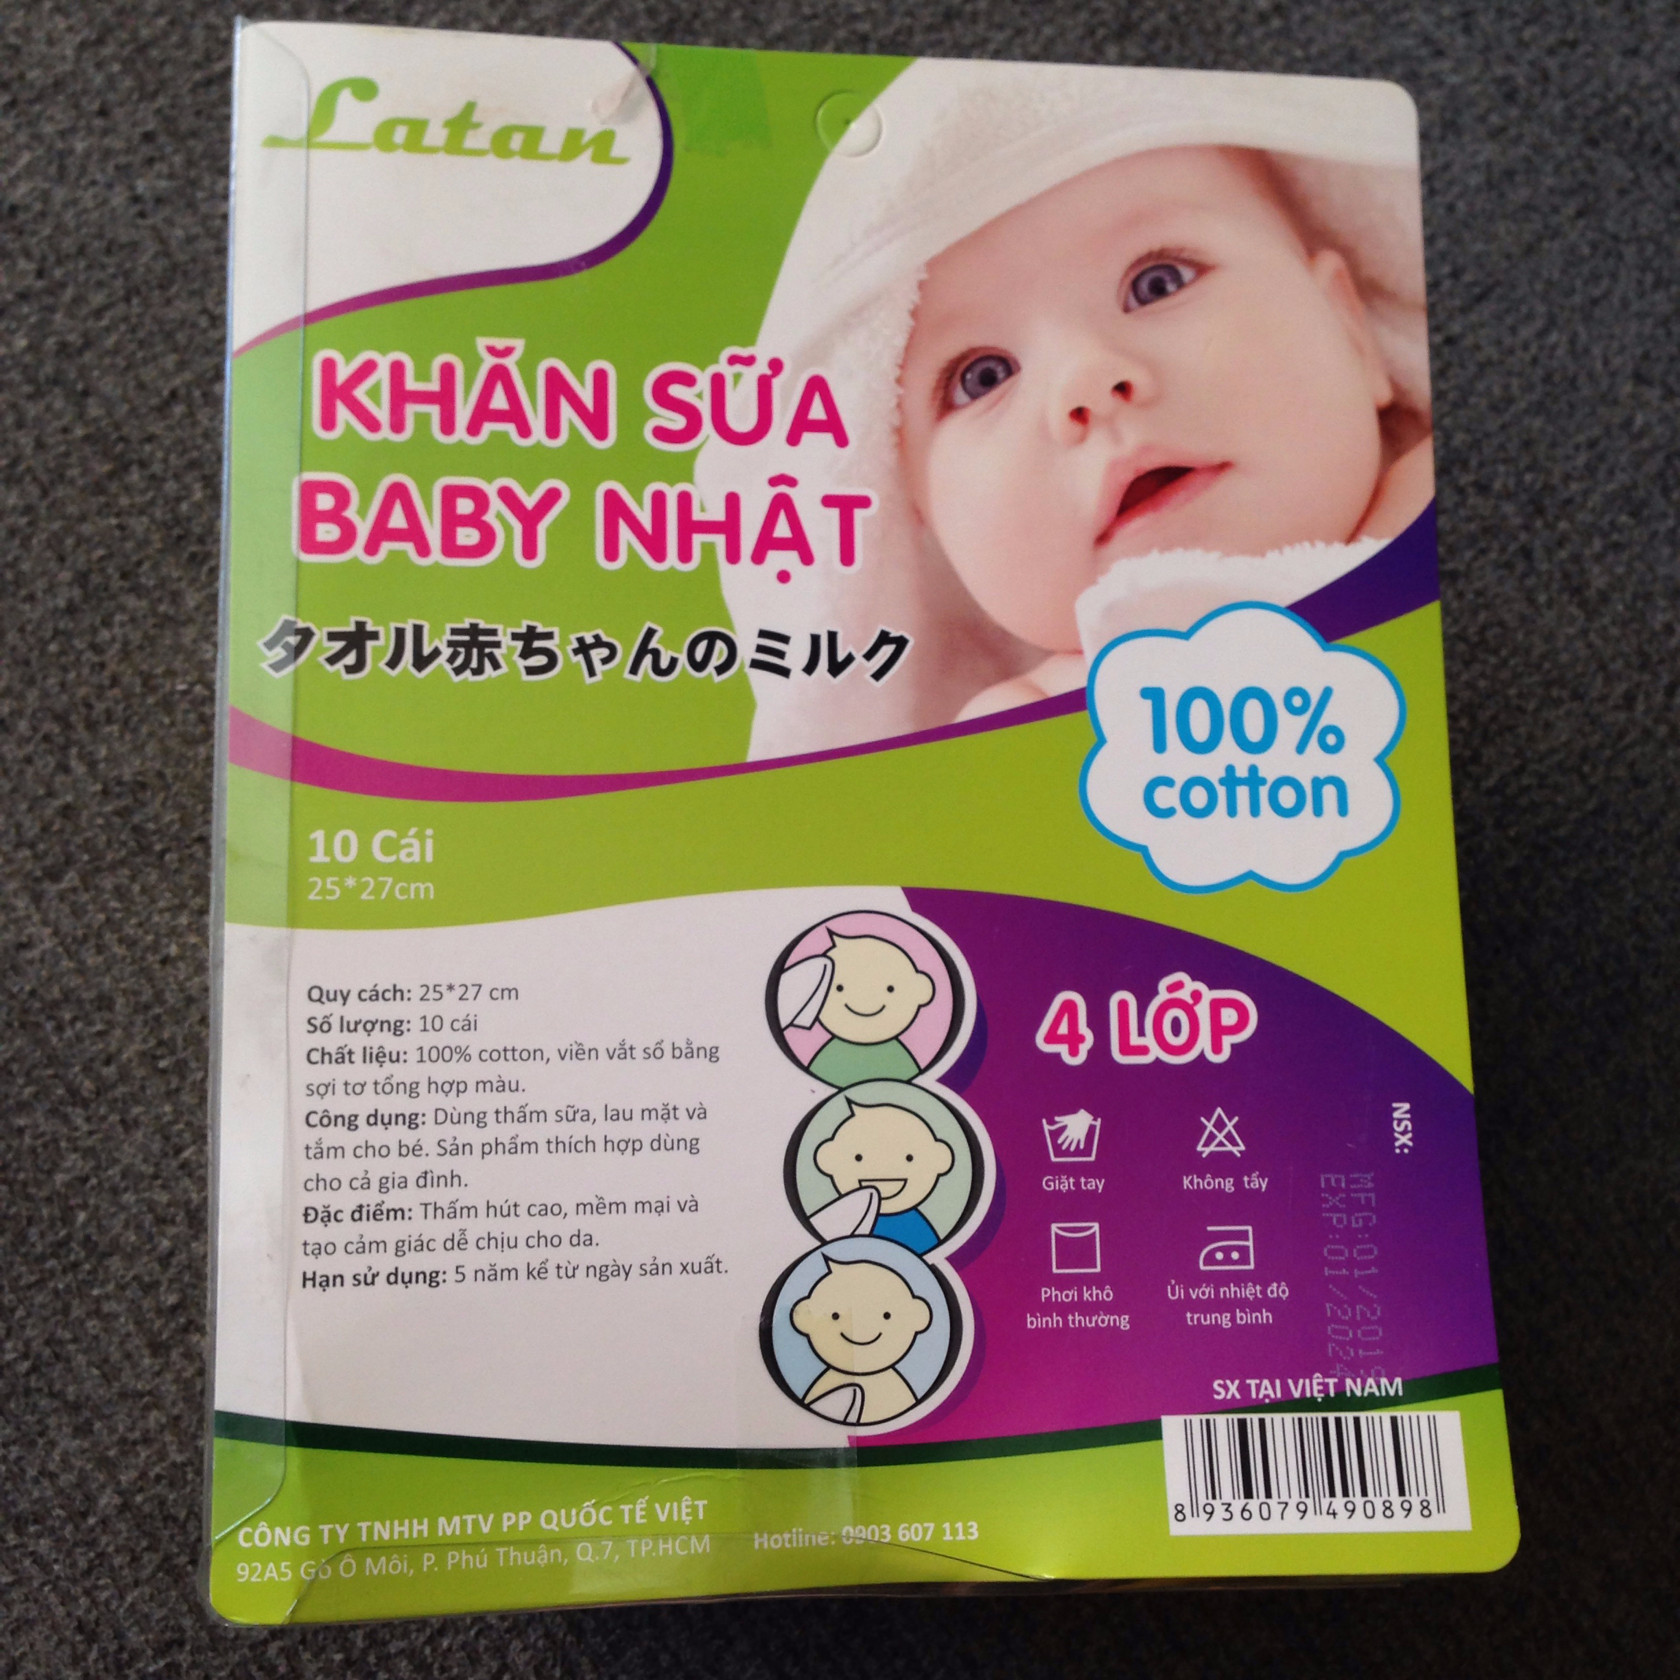 Latan
KHĂN SỮA
BABY NHẬT
タオル赤ちゃんのミルク
100%
cotton
10 Cái
25*27cm
Quy cách: 25*27 cm
Số lượng: 10 cái
Chất liệu: 100% cotton, viền vắt sổ bằng
sợi tơ tổng hợp màu.
Công dụng: Dùng thấm sữa, lau mặt và
tắm cho bé. Sản phẩm thích hợp dùng
cho cả gia đình.
Đặc điểm: Thấm hút cao, mềm mại và
tạo cảm giác dễ chịu cho da.
Hạn sử dụng: 5 năm kể từ ngày sản xuất.
4 LỚP
Giặt tay
Không tẩy
Phơi khô
bình thường
Ủi với nhiệt độ
trung bình
NSX:
MFG:01/2019
EXP:01/2024
SX TẠI VIỆT NAM
8 936079 490898
CÔNG TY TNHH MTV PP QUỐC TẾ VIỆT
92A5 Gò Ô Môi, P. Phú Thuận, Q.7, TP.HCM
Hotline: 0903 607 113